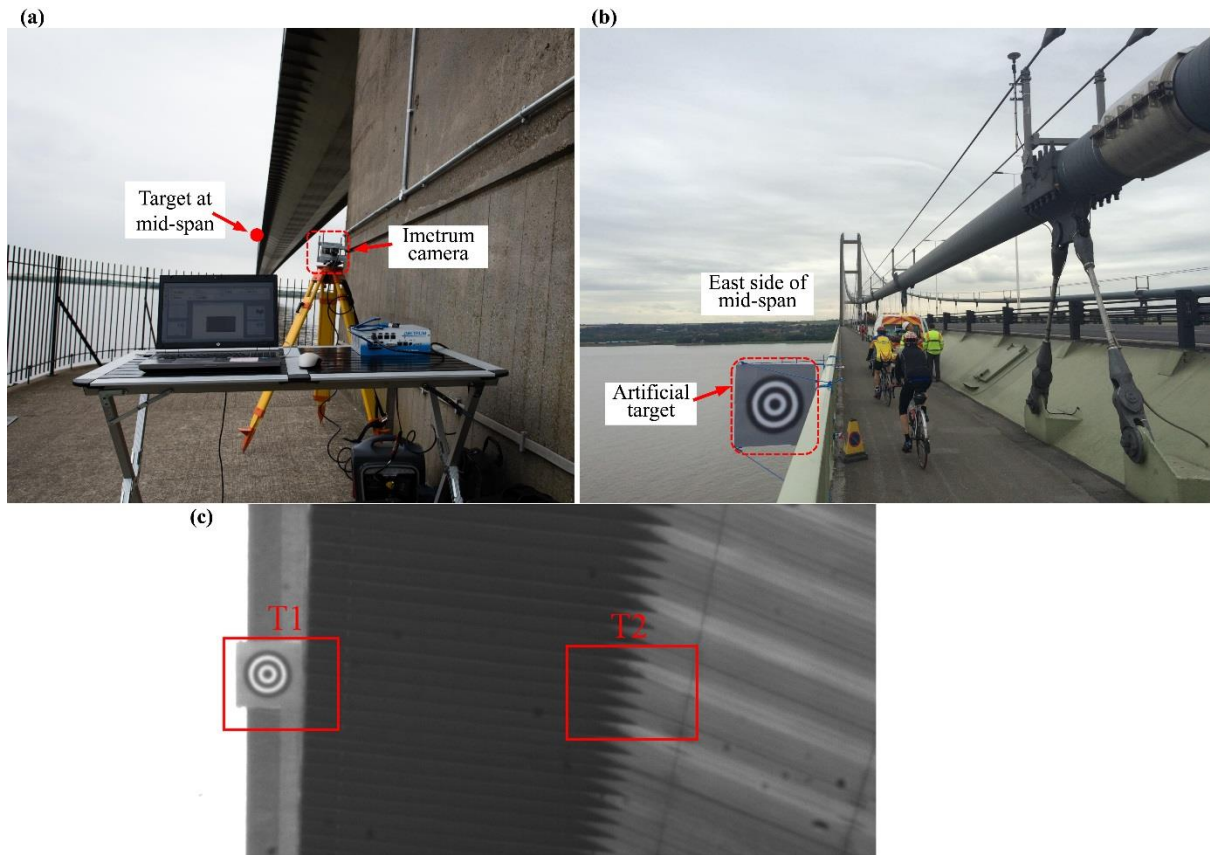 (a)
(b)
Target at
mid-span
Imetrum
camera
East side of
mid-span
Artificial
target
(c)
T1
T2